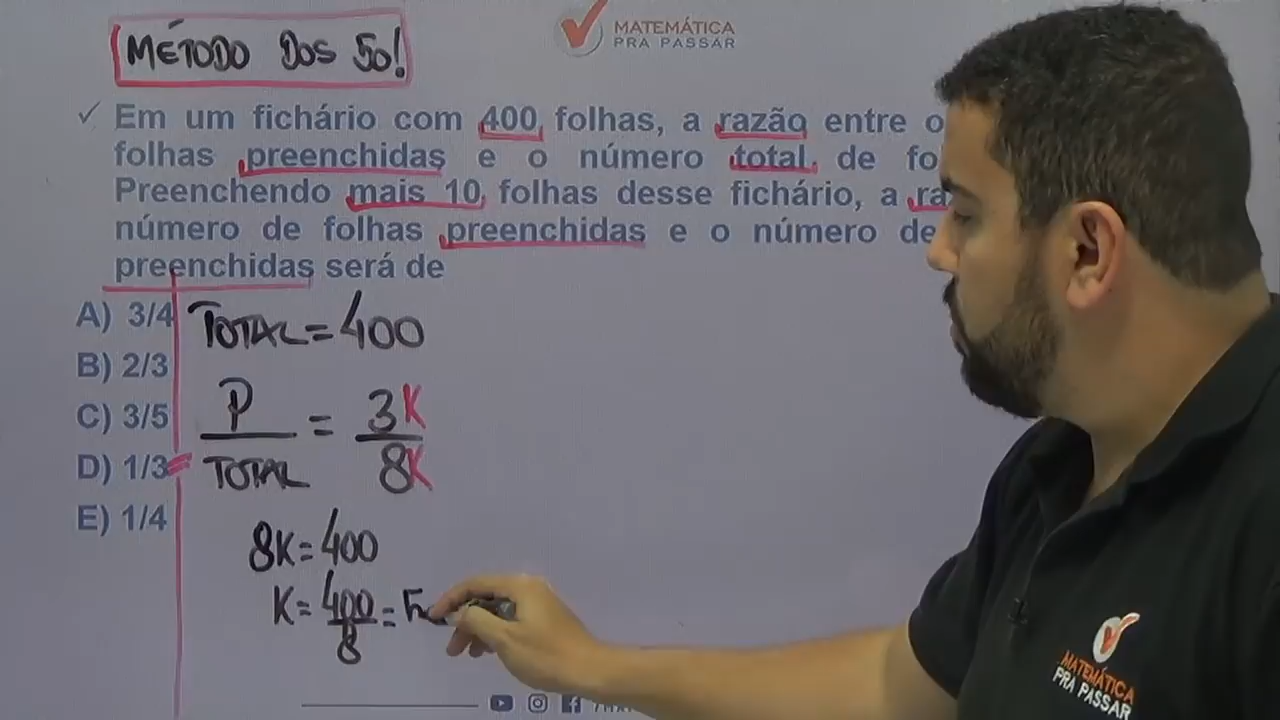 MÉTODO DOS 50!
MATEMÁTICA
PRA PASSAR
✓ Em um fichário com 400 folhas, a razão entre o
folhas preenchidas e o número total de fo
Preenchendo mais 10 folhas desse fichário, a ra
número de folhas preenchidas e o número de
preenchidas será de
A) 3/4
B) 2/3
C) 3/5
D) 1/3
E) 1/4
TOTAL = 400
P
TOTAL
=
3K
8K
8K = 400
K = 400/8 =
MATEMÁTICA
PRA PASSAR